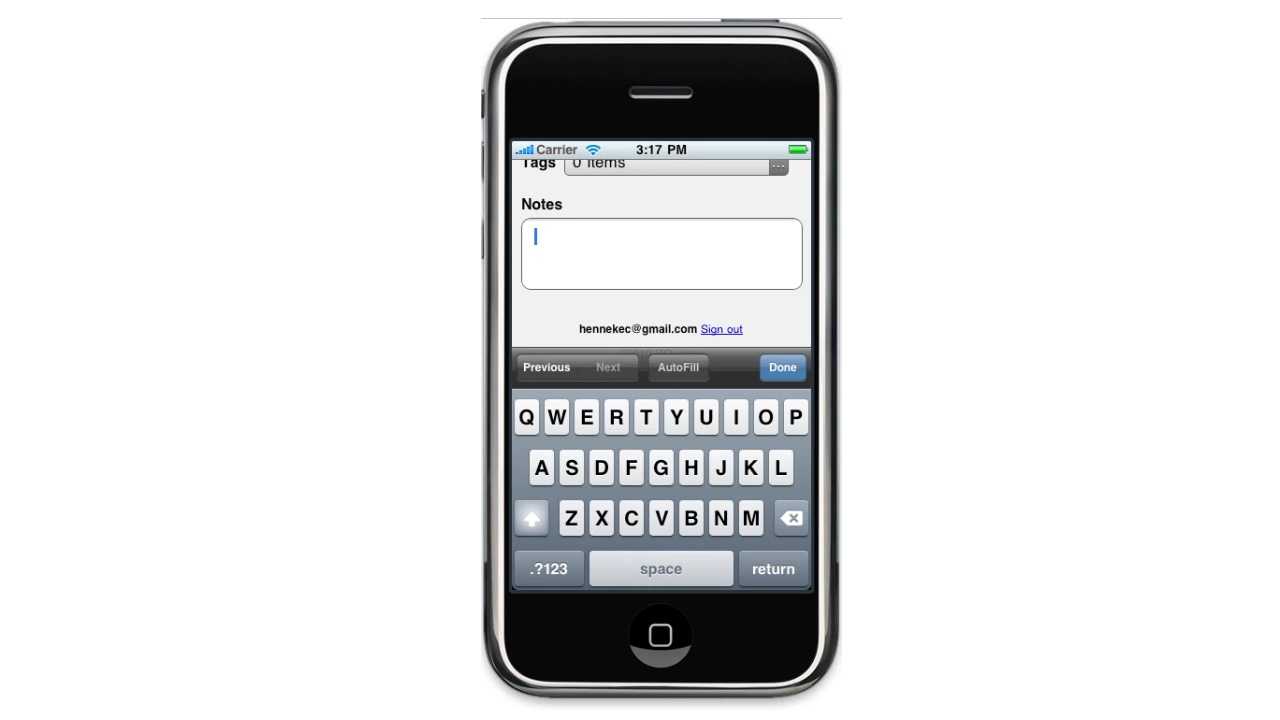 Carrier 3:17 PM
Tags 0 items ...
Notes
hennekec@gmail.com Sign out
Previous Next AutoFill Done
Q W E R T Y U I O P
A S D F G H J K L
Z X C V B N M
.?123 space return